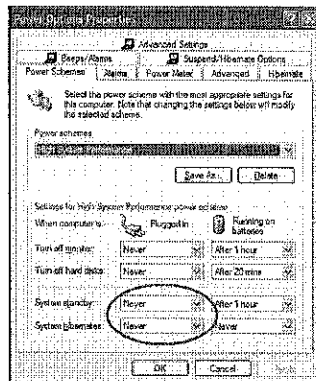 Power Options Properties
Advanced Settings
Beeps/Alarms Suspend/Hibernate Options
Power Schemes Alarms Power Meter Advanced Hibernate
Select the power scheme with the most appropriate settings for
this computer. Note that changing the settings below will modify
the selected scheme.
Power schemes
Save As... Delete
Settings for High System Performance power scheme
When computer is: Plugged in Running on
batteries
Turn off monitor: Never After 1 hour
Turn off hard disks: Never After 20 mins
System standby: Never After 1 hour
System hibernates: Never Never
OK Cancel Apply